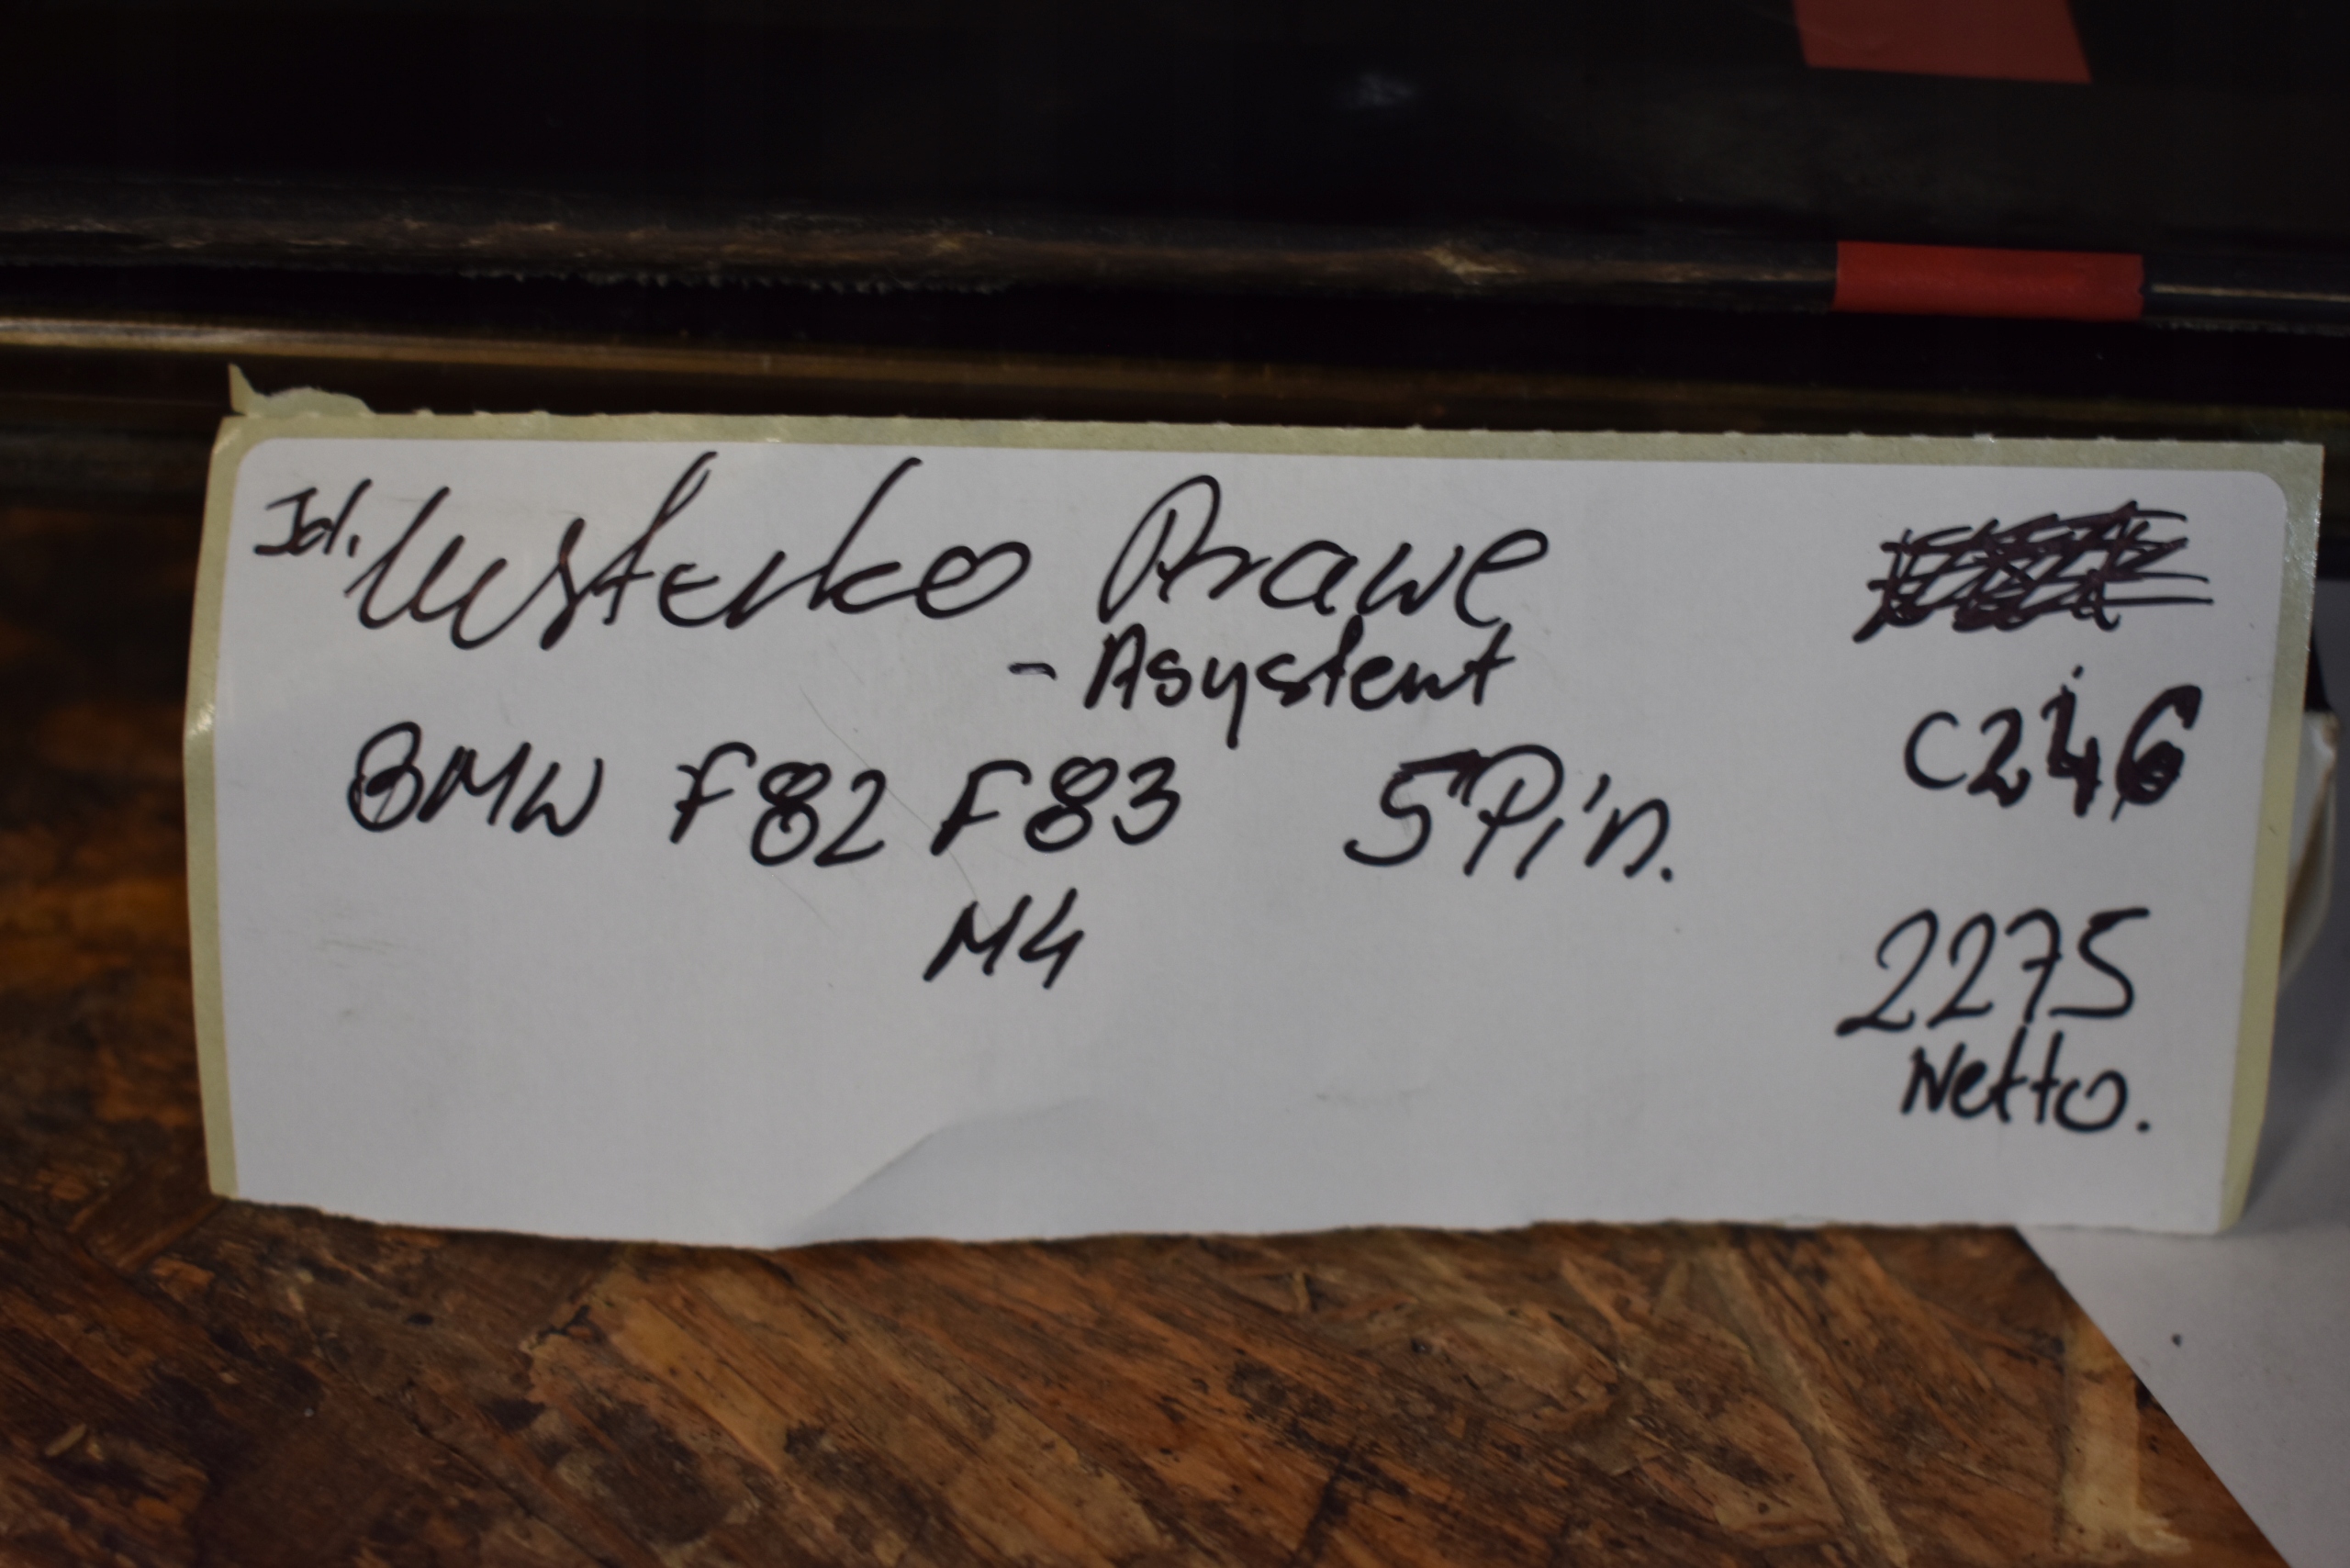 Id. Lusterko Prawe
- Asystent
BMW F82 F83 5Pin.
M4
C246
2275
Netto.